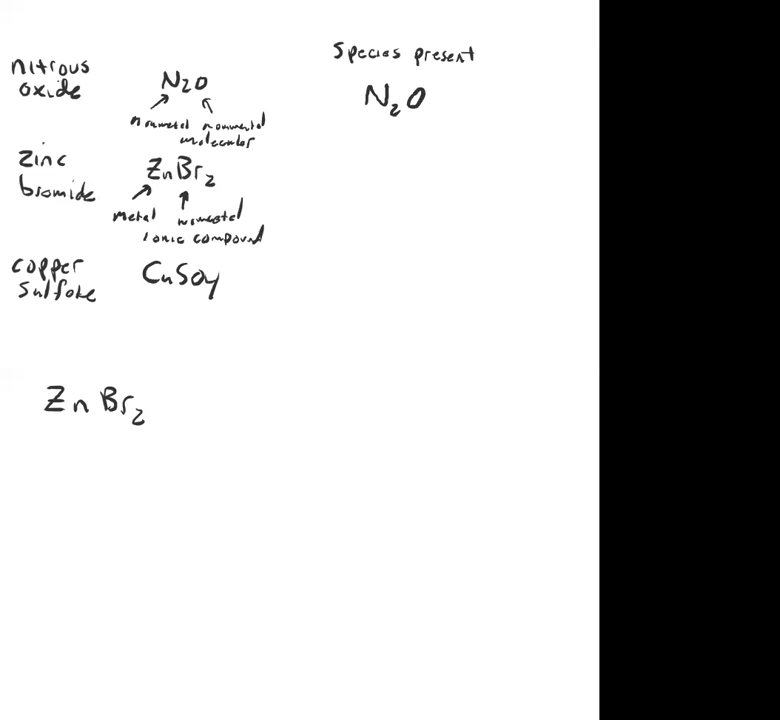 Species present
nitrous
oxide
N2O
N2O
nonmetal nonmetal
molecular
zinc
bromide
ZnBr2
metal nonmetal
ionic compound
copper
sulfate
CuSO4
ZnBr2